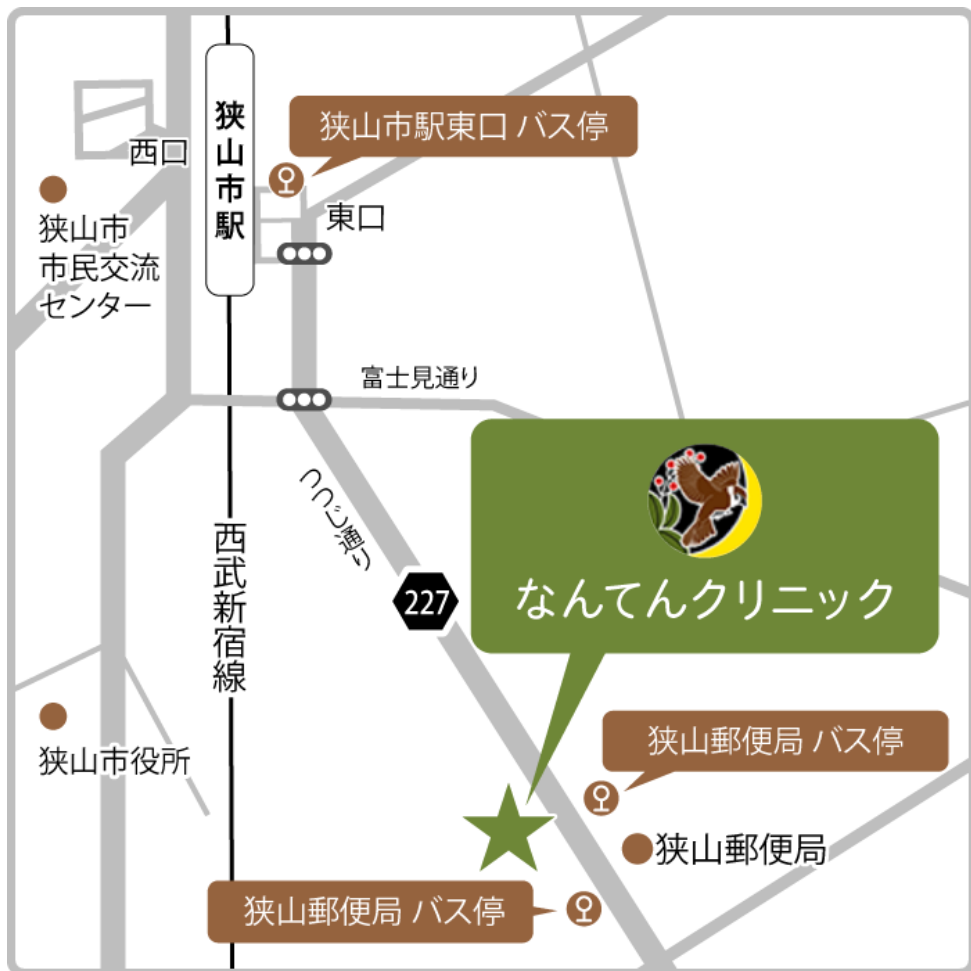 狭山市駅東口 バス停
狭山市駅
西口
東口
狭山市
市民交流
センター
富士見通り
つつじ通り
227
西武新宿線
なんてんクリニック
狭山郵便局 バス停
狭山市役所
狭山郵便局
狭山郵便局 バス停